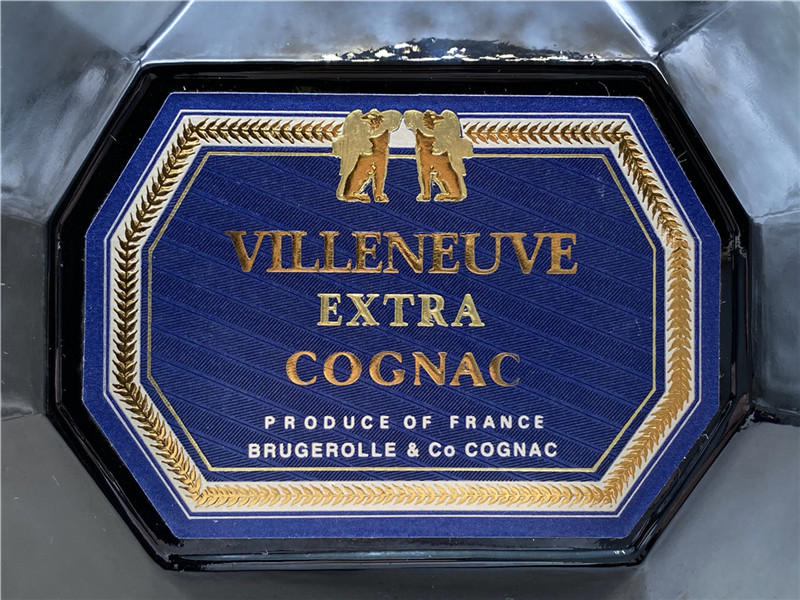 VILLENEUVE
EXTRA
COGNAC
PRODUCE OF FRANCE
BRUGEROLLE & Co COGNAC